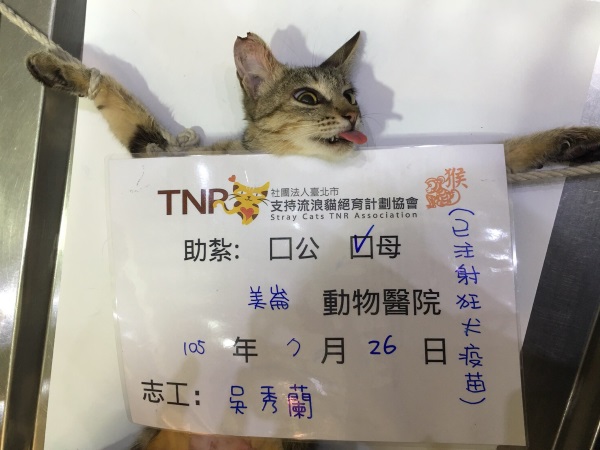 TNR
社團法人臺北市
支持流浪貓絕育計劃協會
Stray Cats TNR Association
猴
助紮: 口公 口母
美崙 動物醫院
105 年 7 月 26 日
志工: 吳秀蘭
(已注射狂犬疫苗)